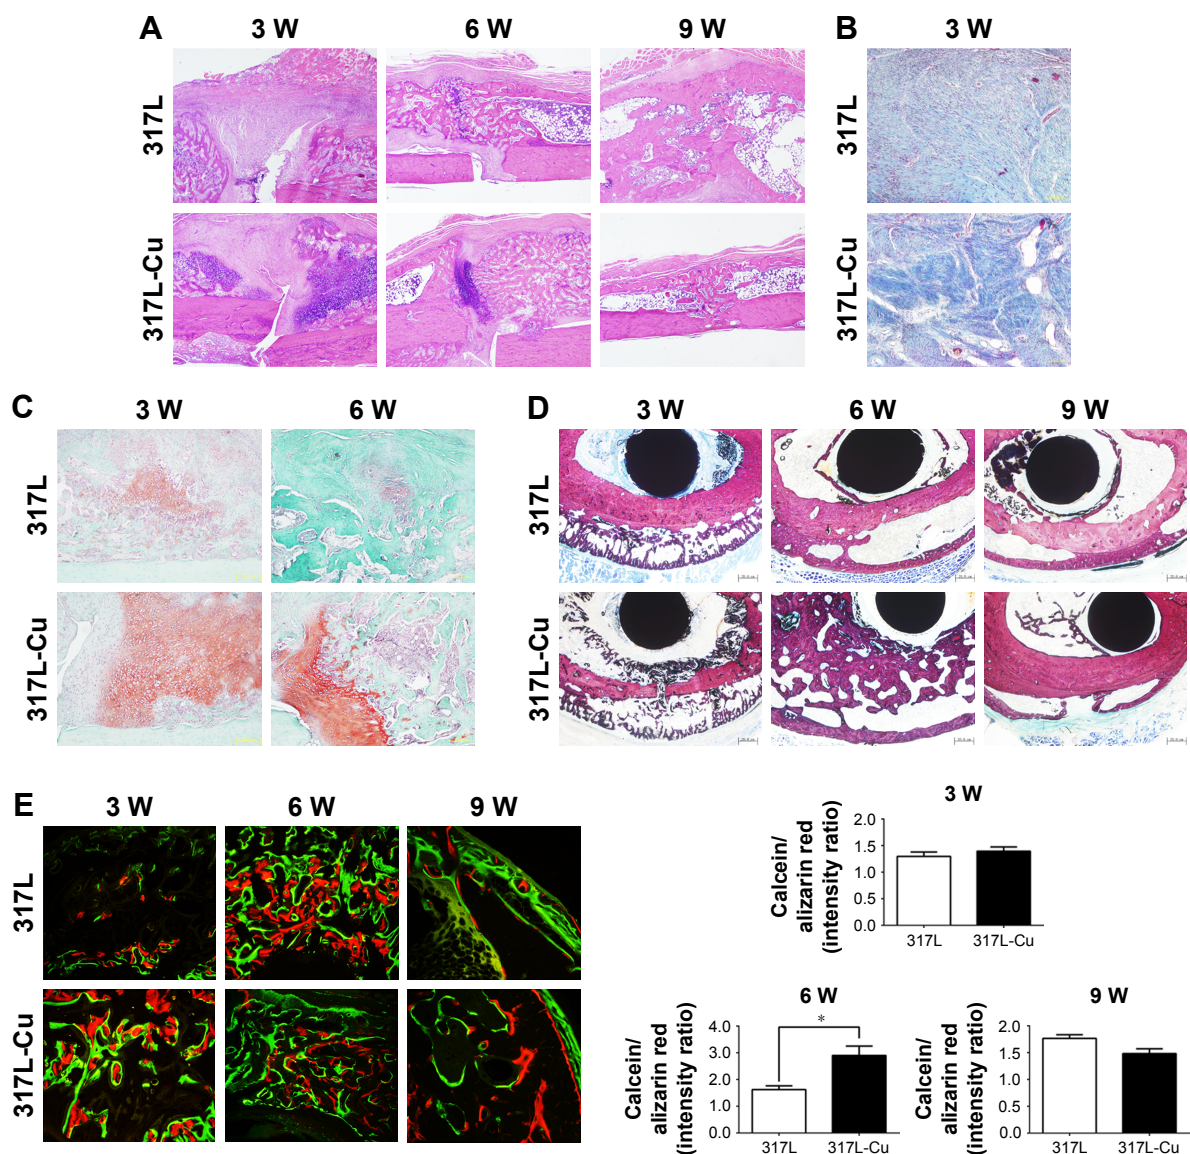 A
3 W
6 W
9 W
B
3 W
317L
317L
317L-Cu
317L-Cu
C
3 W
6 W
D
3 W
6 W
9 W
317L
317L
317L-Cu
317L-Cu
E
3 W
6 W
9 W
317L
317L-Cu
3 W
Calcein/
alizarin red
(intensity ratio)
2.0
1.5
1.0
0.5
0.0
317L
317L-Cu
6 W
Calcein/
alizarin red
(intensity ratio)
4.0
3.0
2.0
1.0
0.0
*
317L
317L-Cu
9 W
Calcein/
alizarin red
(intensity ratio)
2.0
1.5
1.0
0.5
0.0
317L
317L-Cu